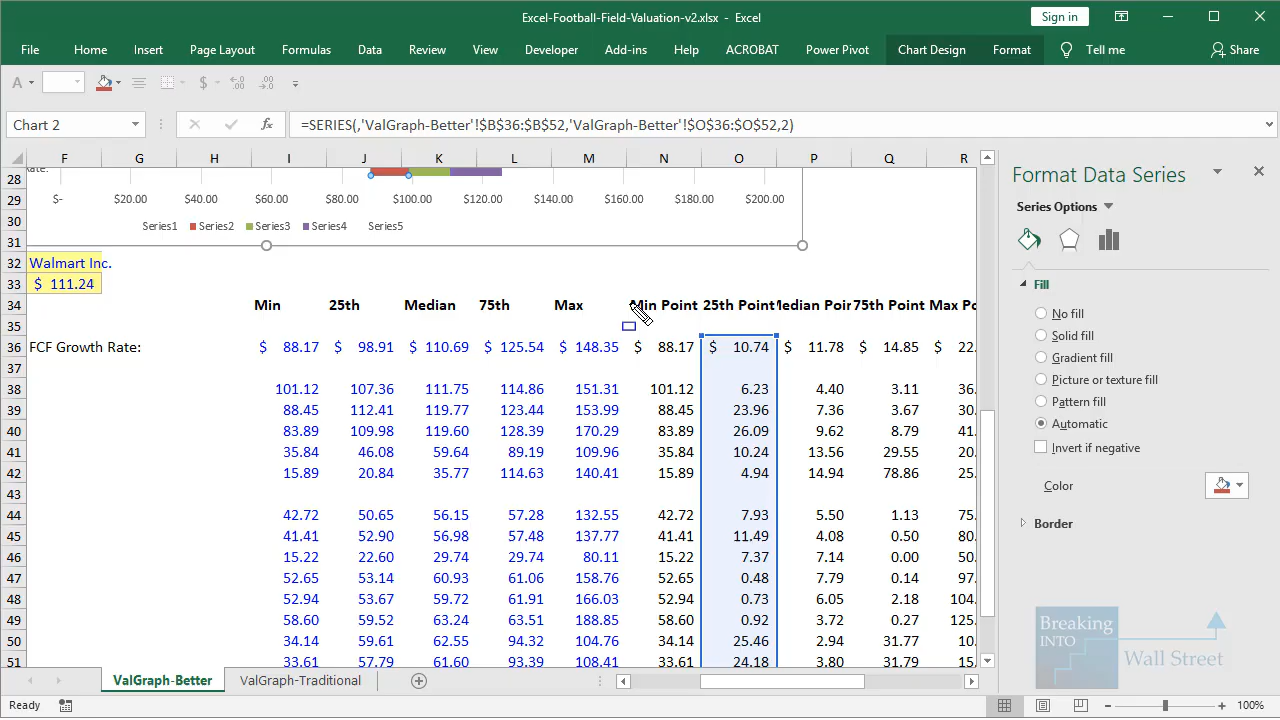 Excel-Football-Field-Valuation-v2.xlsx - Excel
Sign in
File Home Insert Page Layout Formulas Data Review View Developer Add-ins Help ACROBAT Power Pivot Chart Design Format Tell me Share
A $ .00
Chart 2 fx =SERIES(,'ValGraph-Better'!$B$36:$B$52,'ValGraph-Better'!$O$36:$O$52,2)
F G H I J K L M N O P Q R
28 Rate:
29 $- $20.00 $40.00 $60.00 $80.00 $100.00 $120.00 $140.00 $160.00 $180.00 $200.00
30 Series1 Series2 Series3 Series4 Series5
31
32 Walmart Inc.
33 $ 111.24
34 Min 25th Median 75th Max Min Point 25th Point Median Poin 75th Point Max Po
35
36 FCF Growth Rate: $ 88.17 $ 98.91 $ 110.69 $ 125.54 $ 148.35 $ 88.17 $ 10.74 $ 11.78 $ 14.85 $ 22.
37
38 101.12 107.36 111.75 114.86 151.31 101.12 6.23 4.40 3.11 36.
39 88.45 112.41 119.77 123.44 153.99 88.45 23.96 7.36 3.67 30.
40 83.89 109.98 119.60 128.39 170.29 83.89 26.09 9.62 8.79 41.
41 35.84 46.08 59.64 89.19 109.96 35.84 10.24 13.56 29.55 20.
42 15.89 20.84 35.77 114.63 140.41 15.89 4.94 14.94 78.86 25.
43
44 42.72 50.65 56.15 57.28 132.55 42.72 7.93 5.50 1.13 75.
45 41.41 52.90 56.98 57.48 137.77 41.41 11.49 4.08 0.50 80.
46 15.22 22.60 29.74 29.74 80.11 15.22 7.37 7.14 0.00 50.
47 52.65 53.14 60.93 61.06 158.76 52.65 0.48 7.79 0.14 97.
48 52.94 53.67 59.72 61.91 166.03 52.94 0.73 6.05 2.18 104.
49 58.60 59.52 63.24 63.51 188.85 58.60 0.92 3.72 0.27 125.
50 34.14 59.61 62.55 94.32 104.76 34.14 25.46 2.94 31.77 10.
51 33.61 57.79 61.60 93.39 108.41 33.61 24.18 3.80 31.79 15.
Format Data Series
Series Options
Fill
No fill
Solid fill
Gradient fill
Picture or texture fill
Pattern fill
Automatic
Invert if negative
Color
Border
Breaking
INTO
Wall Street
ValGraph-Better ValGraph-Traditional
Ready 100%